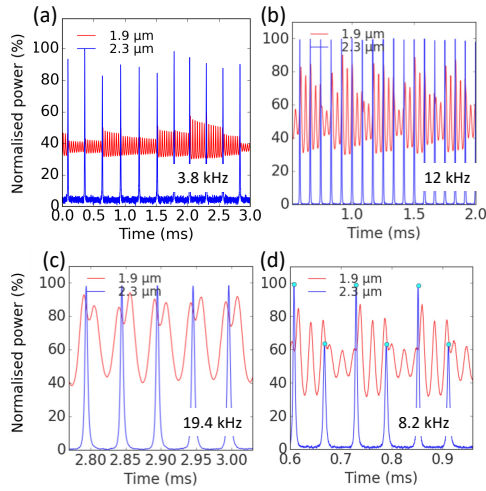 (a)
1.9 µm
2.3 µm
Normalised power (%)
120
100
80
60
40
20
0
3.8 kHz
0.0 0.5 1.0 1.5 2.0 2.5 3.0
Time (ms)
(b)
1.9 µm
2.3 µm
120
100
80
60
40
20
0
12 kHz
1.0 1.5 2.0
Time (ms)
(c)
1.9 µm
2.3 µm
Normalised power (%)
100
80
60
40
20
0
19.4 kHz
2.80 2.85 2.90 2.95 3.00
Time (ms)
(d)
1.9 µm
2.3 µm
100
80
60
40
20
0
8.2 kHz
0.6 0.7 0.8 0.9
Time (ms)